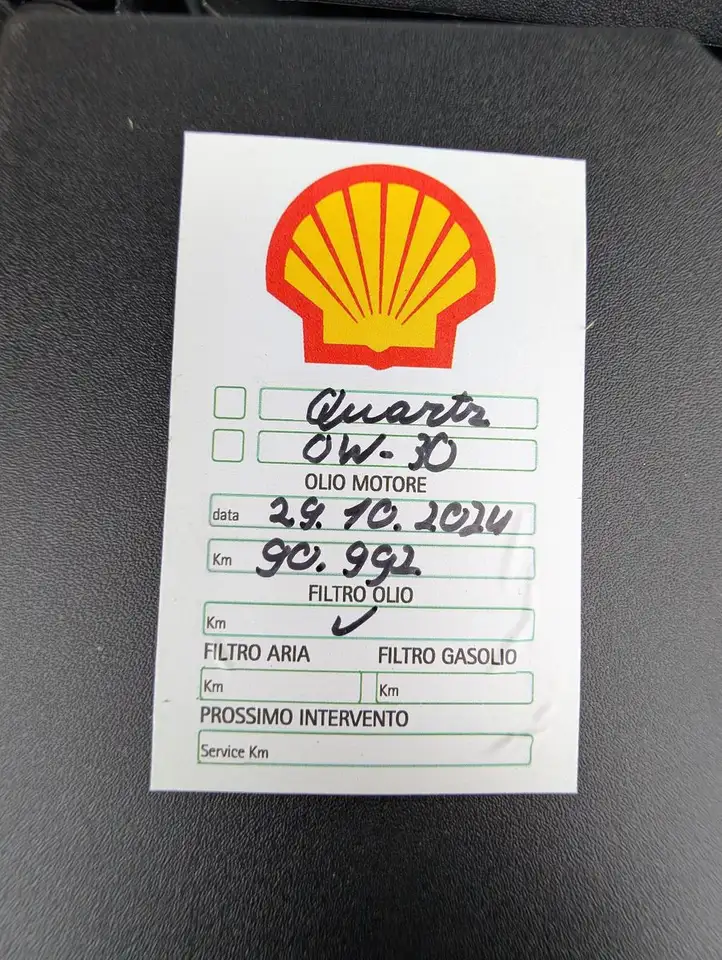 Quartz
0W-30
OLIO MOTORE
data 29.10.2024
Km 90.992
FILTRO OLIO
Km ✓
FILTRO ARIA FILTRO GASOLIO
Km Km
PROSSIMO INTERVENTO
Service Km